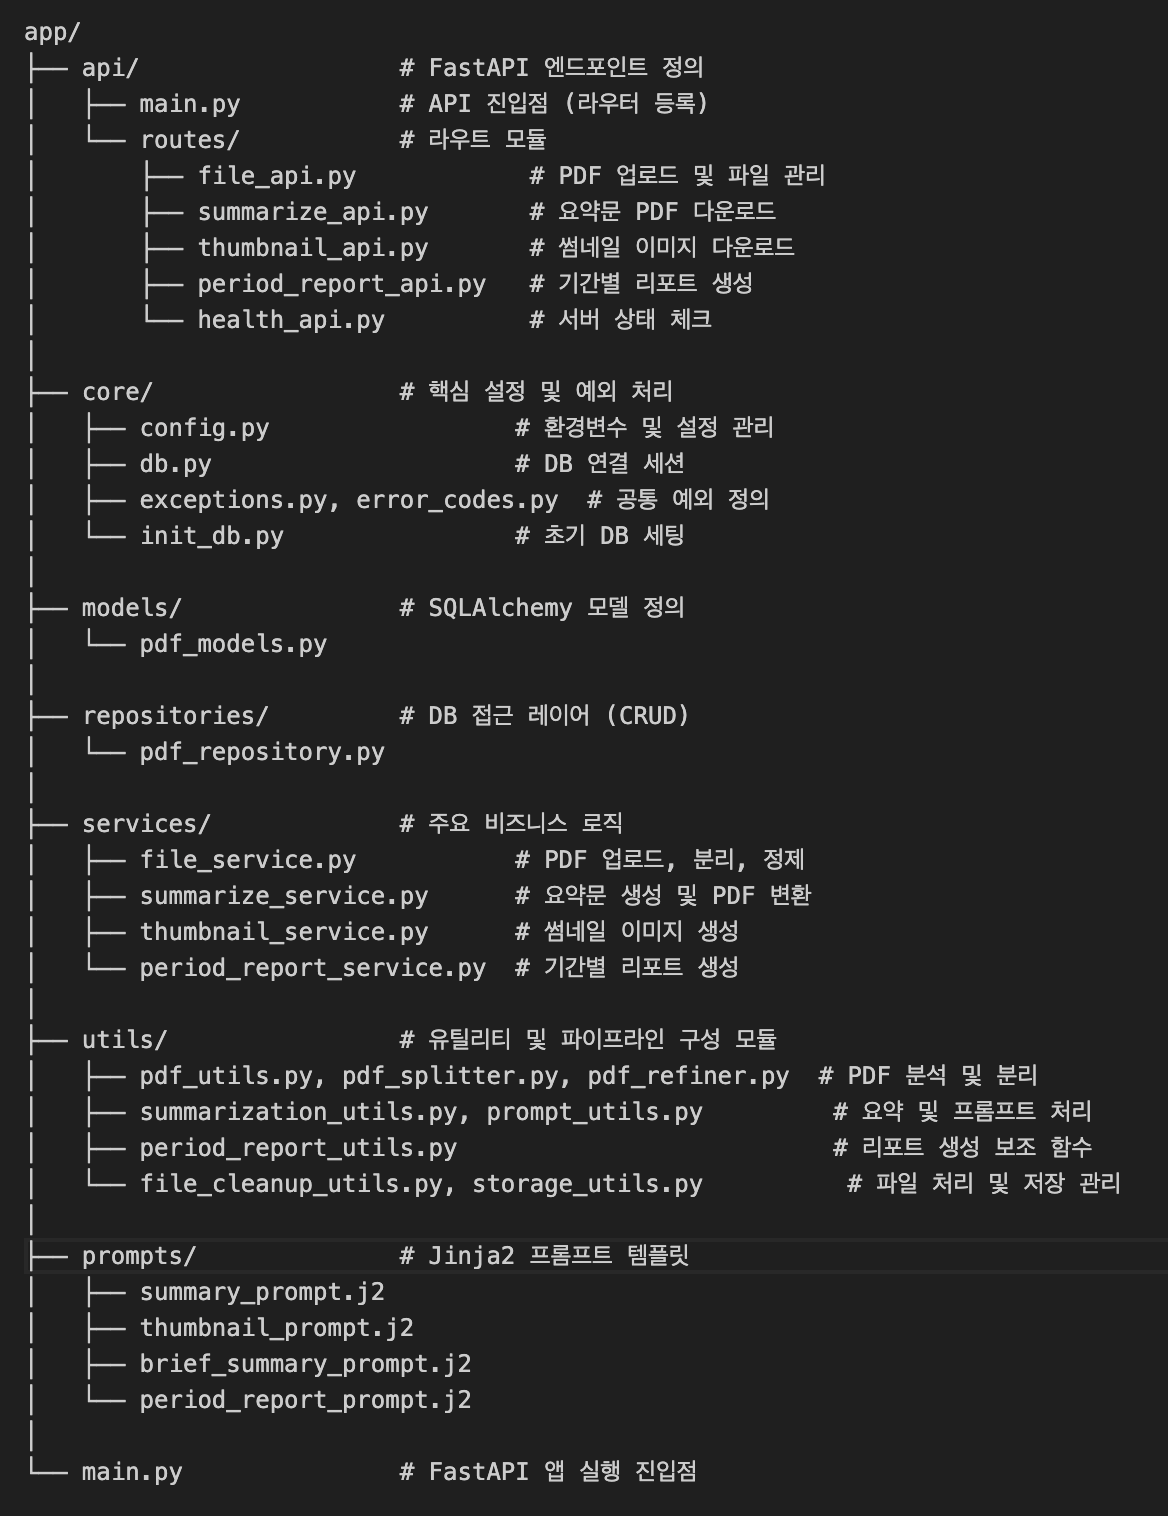 app/
├── api/                  # FastAPI 엔드포인트 정의
│   ├── main.py           # API 진입점 (라우터 등록)
│   └── routes/           # 라우트 모듈
│       ├── file_api.py            # PDF 업로드 및 파일 관리
│       ├── summarize_api.py       # 요약문 PDF 다운로드
│       ├── thumbnail_api.py       # 썸네일 이미지 다운로드
│       ├── period_report_api.py   # 기간별 리포트 생성
│       └── health_api.py          # 서버 상태 체크
│
├── core/                 # 핵심 설정 및 예외 처리
│   ├── config.py                 # 환경변수 및 설정 관리
│   ├── db.py                     # DB 연결 세션
│   ├── exceptions.py, error_codes.py  # 공통 예외 정의
│   └── init_db.py                # 초기 DB 세팅
│
├── models/               # SQLAlchemy 모델 정의
│   └── pdf_models.py
│
├── repositories/         # DB 접근 레이어 (CRUD)
│   └── pdf_repository.py
│
├── services/             # 주요 비즈니스 로직
│   ├── file_service.py           # PDF 업로드, 분리, 정제
│   ├── summarize_service.py      # 요약문 생성 및 PDF 변환
│   ├── thumbnail_service.py      # 썸네일 이미지 생성
│   └── period_report_service.py  # 기간별 리포트 생성
│
├── utils/                # 유틸리티 및 파이프라인 구성 모듈
│   ├── pdf_utils.py, pdf_splitter.py, pdf_refiner.py  # PDF 분석 및 분리
│   ├── summarization_utils.py, prompt_utils.py         # 요약 및 프롬프트 처리
│   ├── period_report_utils.py                          # 리포트 생성 보조 함수
│   └── file_cleanup_utils.py, storage_utils.py          # 파일 처리 및 저장 관리
│
├── prompts/              # Jinja2 프롬프트 템플릿
│   ├── summary_prompt.j2
│   ├── thumbnail_prompt.j2
│   ├── brief_summary_prompt.j2
│   └── period_report_prompt.j2
│
└── main.py               # FastAPI 앱 실행 진입점